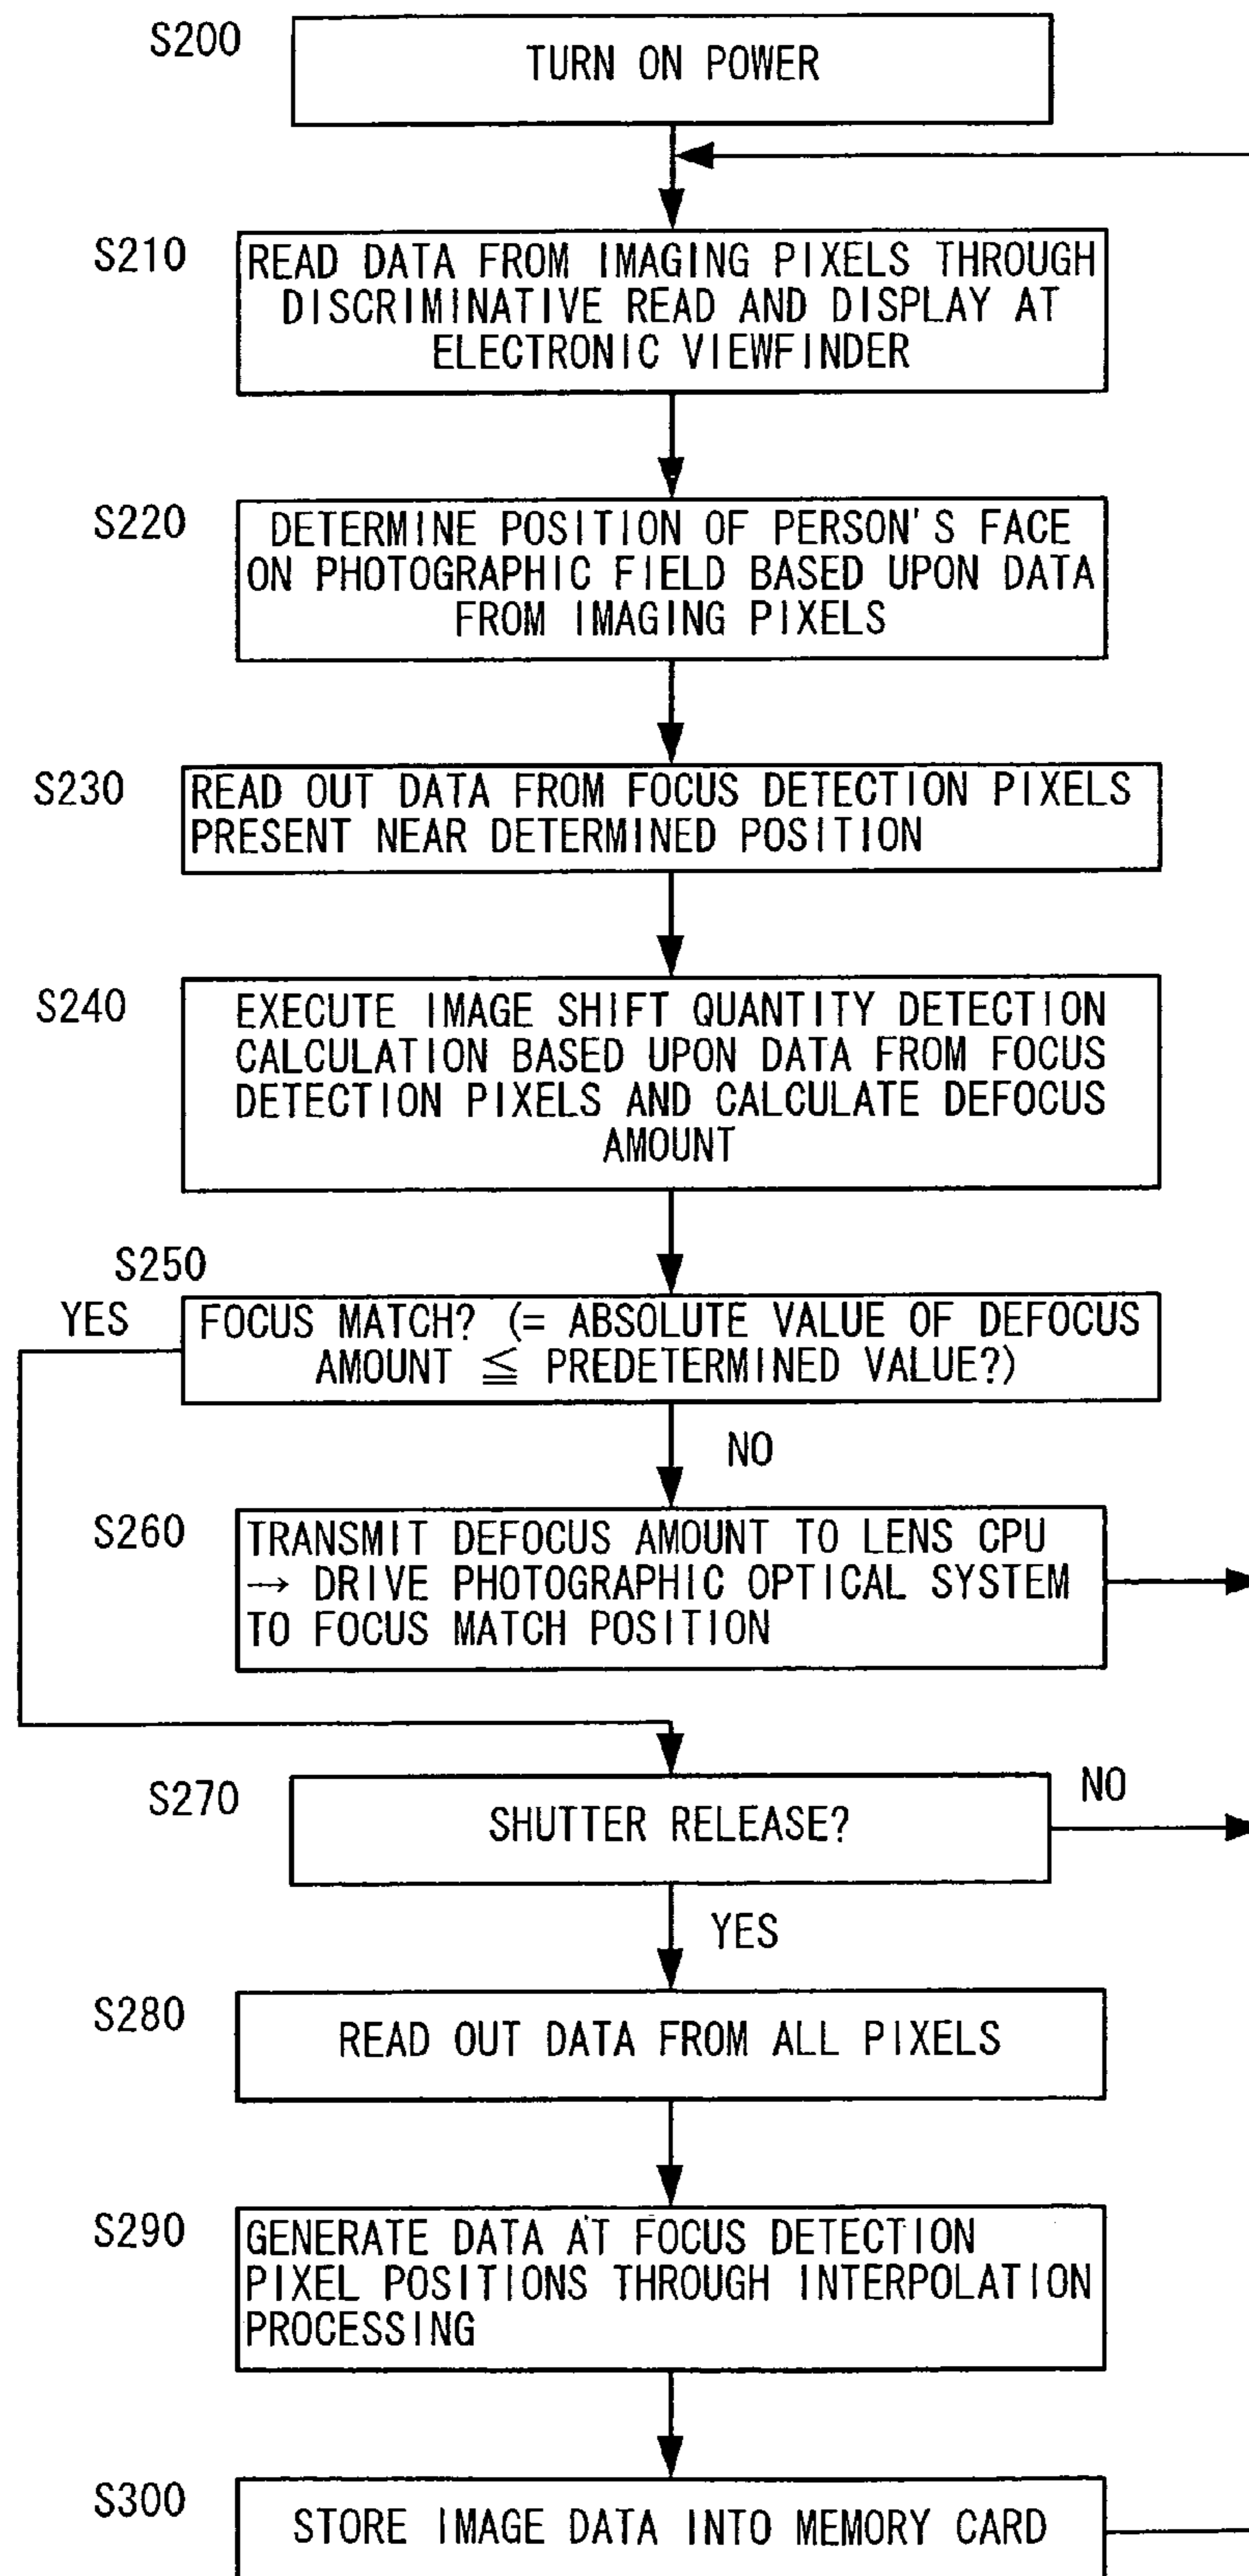 S200
TURN ON POWER
S210
READ DATA FROM IMAGING PIXELS THROUGH
DISCRIMINATIVE READ AND DISPLAY AT
ELECTRONIC VIEWFINDER
S220
DETERMINE POSITION OF PERSON'S FACE
ON PHOTOGRAPHIC FIELD BASED UPON DATA
FROM IMAGING PIXELS
S230
READ OUT DATA FROM FOCUS DETECTION PIXELS
PRESENT NEAR DETERMINED POSITION
S240
EXECUTE IMAGE SHIFT QUANTITY DETECTION
CALCULATION BASED UPON DATA FROM FOCUS
DETECTION PIXELS AND CALCULATE DEFOCUS
AMOUNT
S250
YES
FOCUS MATCH? (= ABSOLUTE VALUE OF DEFOCUS
AMOUNT ≦ PREDETERMINED VALUE?)
NO
S260
TRANSMIT DEFOCUS AMOUNT TO LENS CPU
→ DRIVE PHOTOGRAPHIC OPTICAL SYSTEM
TO FOCUS MATCH POSITION
S270
SHUTTER RELEASE?
NO
YES
S280
READ OUT DATA FROM ALL PIXELS
S290
GENERATE DATA AT FOCUS DETECTION
PIXEL POSITIONS THROUGH INTERPOLATION
PROCESSING
S300
STORE IMAGE DATA INTO MEMORY CARD